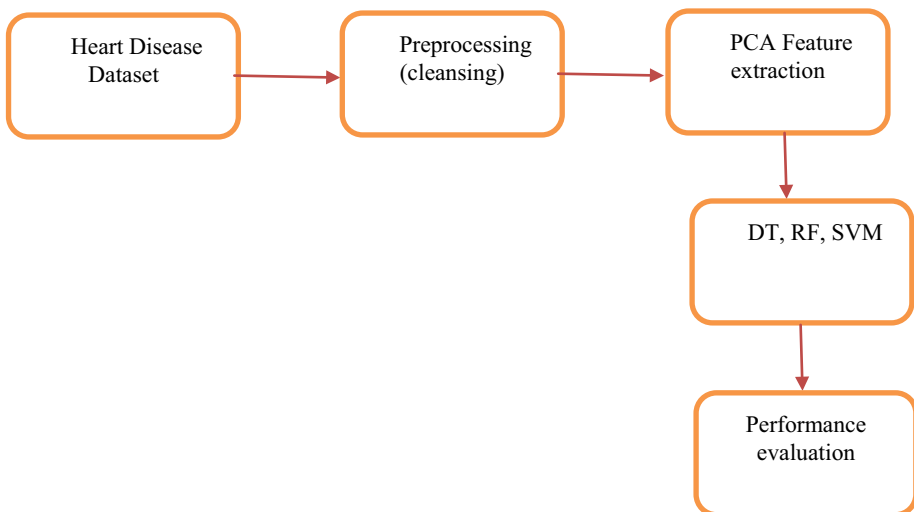 Heart Disease
Dataset
Preprocessing
(cleansing)
PCA Feature
extraction
DT, RF, SVM
Performance
evaluation